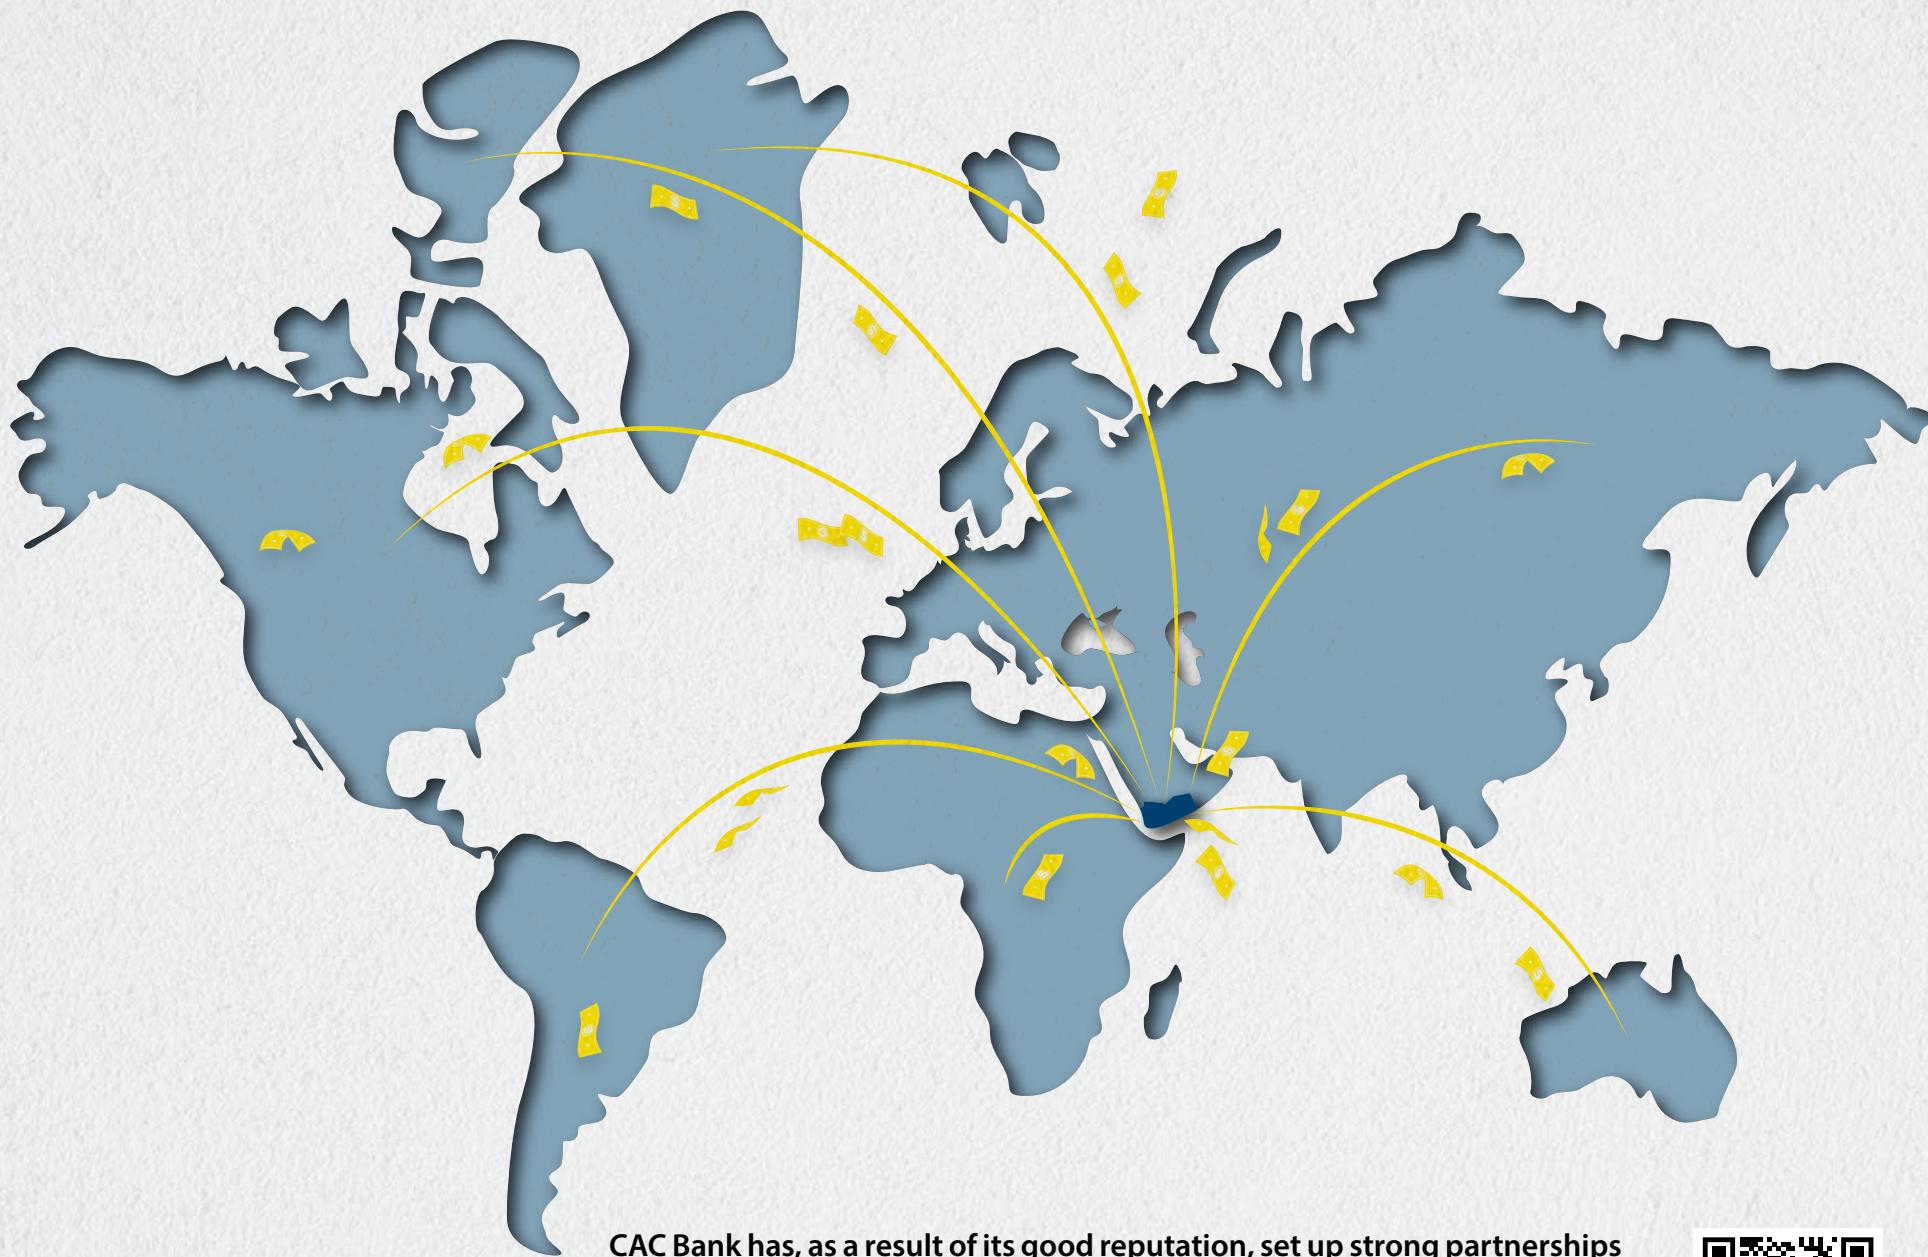 CAC Bank has, as a result of its good reputation, set up strong partnerships